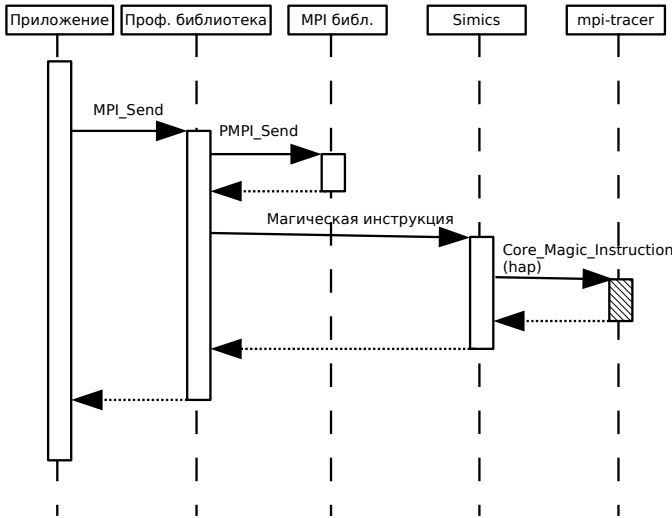 Приложение
Проф. библиотека
MPI библ.
Simics
mpi-tracer
MPI_Send
PMPI_Send
Магическая инструкция
Core_Magic_Instruction
(hap)